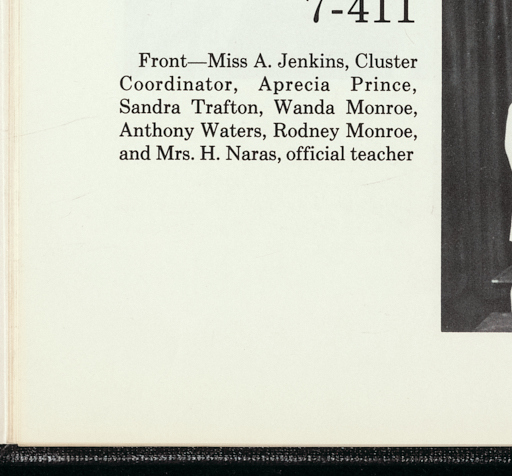 7-411
Front—Miss A. Jenkins, Cluster
Coordinator, Aprecia Prince,
Sandra Trafton, Wanda Monroe,
Anthony Waters, Rodney Monroe,
and Mrs. H. Naras, official teacher